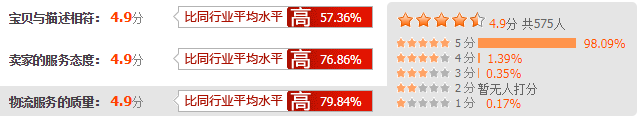 宝贝与描述相符： 4.9分 比同行业平均水平 高 57.36%
卖家的服务态度： 4.9分 比同行业平均水平 高 76.86%
物流服务的质量： 4.9分 比同行业平均水平 高 79.84%
4.9分 共575人
5分 98.09%
4分 1.39%
3分 0.35%
2分 暂无人打分
1分 0.17%